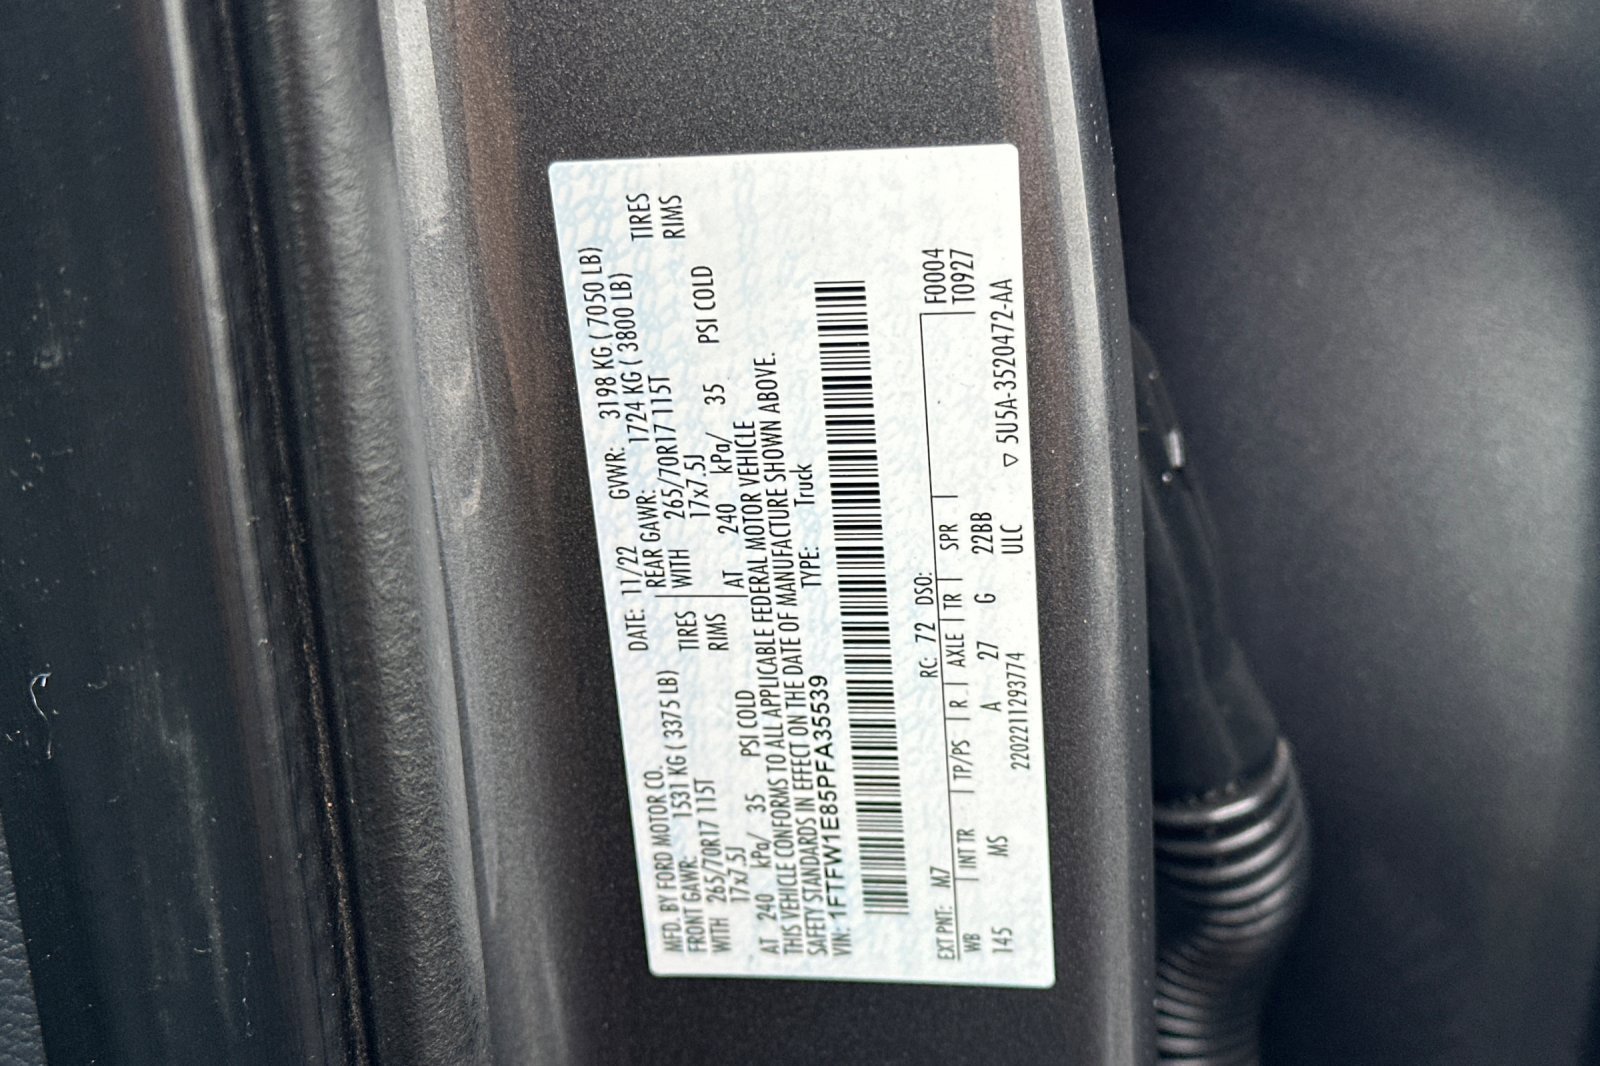 MFD. BY FORD MOTOR CO.
DATE: 11/22 GVWR: 3198 KG ( 7050 LB)
FRONT GAWR: 1531 KG ( 3375 LB)
REAR GAWR: 1724 KG ( 3800 LB)
WITH 265/70R17 115T TIRES
WITH 265/70R17 115T TIRES
17x7.5J RIMS
17x7.5J RIMS
AT 240 kPa/ 35 PSI COLD
AT 240 kPa/ 35 PSI COLD
THIS VEHICLE CONFORMS TO ALL APPLICABLE FEDERAL MOTOR VEHICLE
SAFETY STANDARDS IN EFFECT ON THE DATE OF MANUFACTURE SHOWN ABOVE.
VIN: 1FTFW1E85PFA35539
TYPE: Truck
EXT PNT: M7 RC: 72 DSO: F0004
WB INT TR TP/PS R AXLE TR SPR T0927
145 MS A 27 G 22BB
2202211293774 ULC ▽ 5U5A-3520472-AA